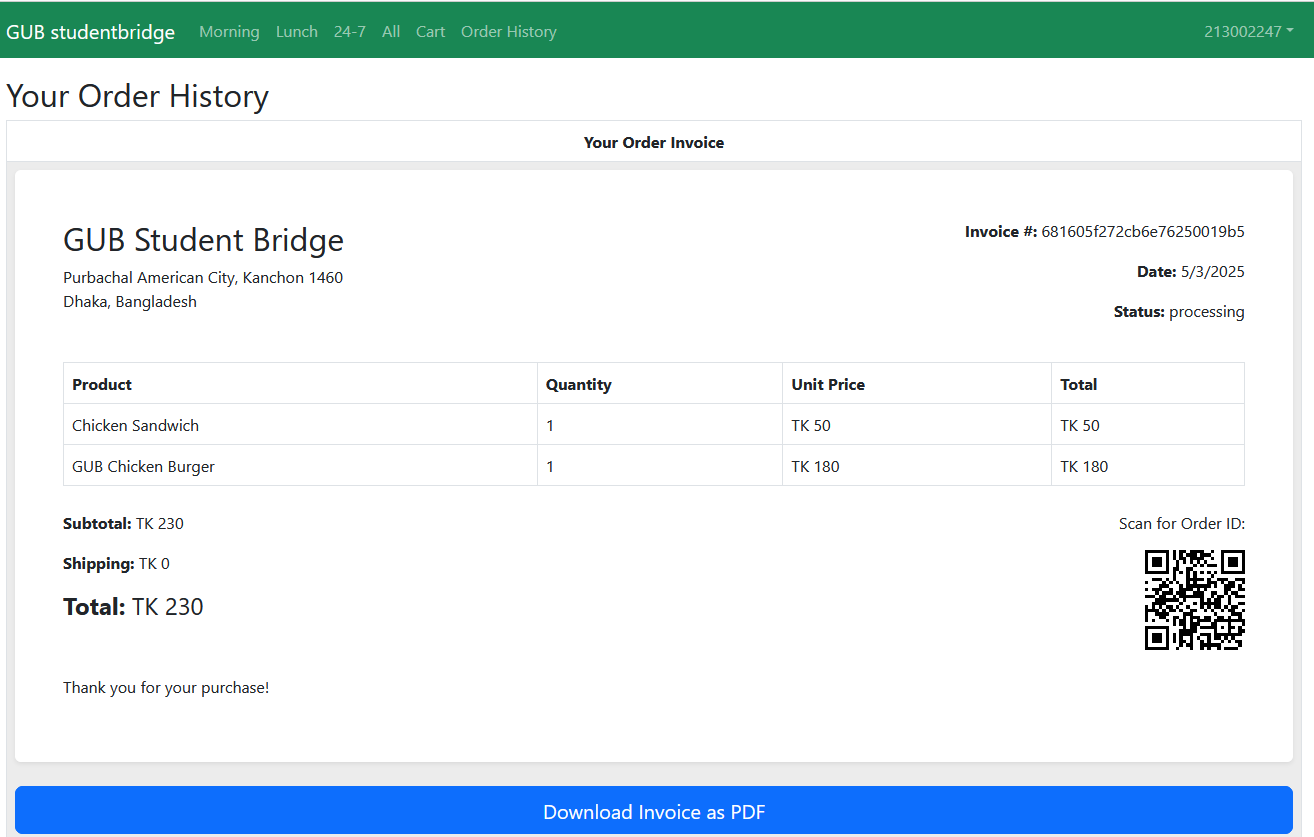 GUB studentbridge Morning Lunch 24-7 All Cart Order History 213002247
Your Order History
Your Order Invoice
GUB Student Bridge
Purbachal American City, Kanchon 1460
Dhaka, Bangladesh
Invoice #: 681605f272cb6e76250019b5
Date: 5/3/2025
Status: processing
Product Quantity Unit Price Total
Chicken Sandwich 1 TK 50 TK 50
GUB Chicken Burger 1 TK 180 TK 180
Subtotal: TK 230
Shipping: TK 0
Total: TK 230
Scan for Order ID:
Thank you for your purchase!
Download Invoice as PDF